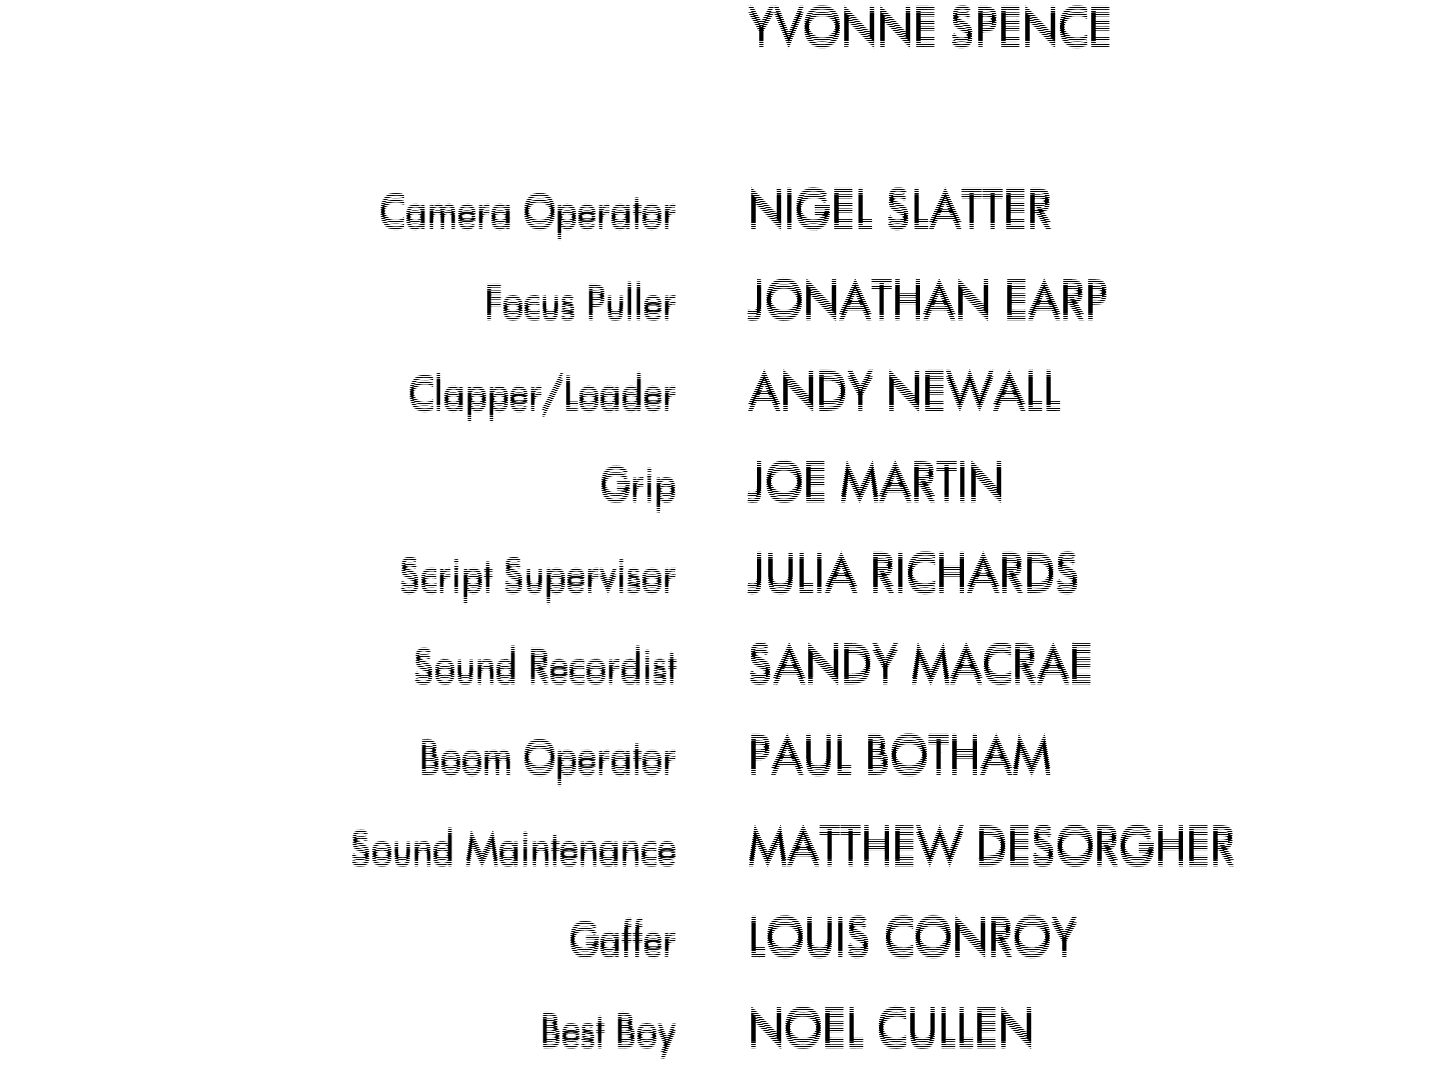 YVONNE SPENCE
Camera Operator NIGEL SLATTER
Focus Puller JONATHAN EARP
Clapper/Loader ANDY NEWALL
Grip JOE MARTIN
Script Supervisor JULIA RICHARDS
Sound Recordist SANDY MACRAE
Boom Operator PAUL BOTHAM
Sound Maintenance MATTHEW DESORGHER
Gaffer LOUIS CONROY
Best Boy NOEL CULLEN